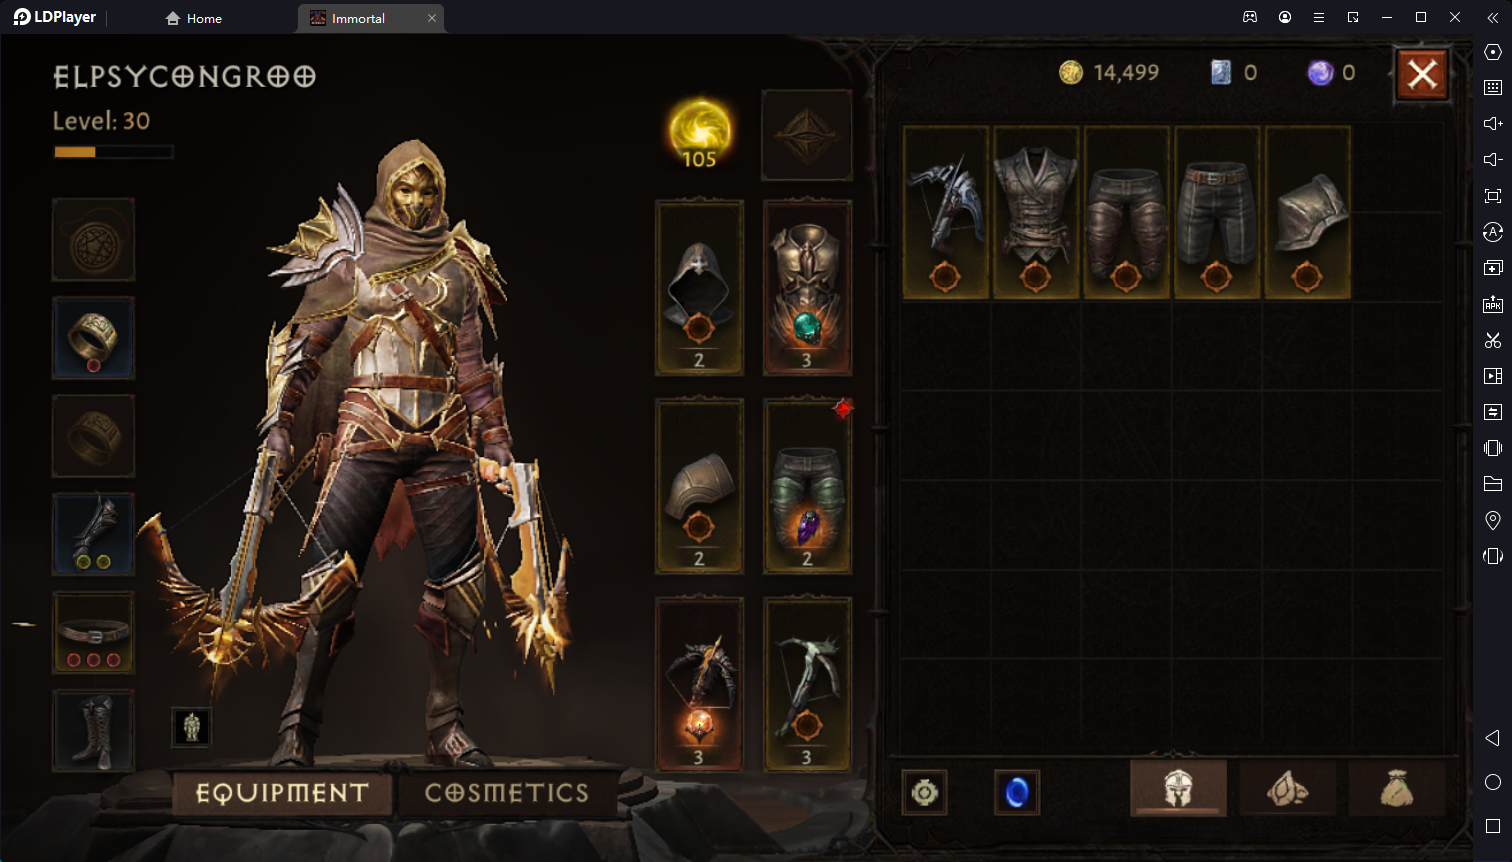 LDPlayer
Home
Immortal
ELPSYCONGROO
Level: 30
14,499
0
0
105
2
3
2
2
3
3
EQUIPMENT
COSMETICS
A
APK